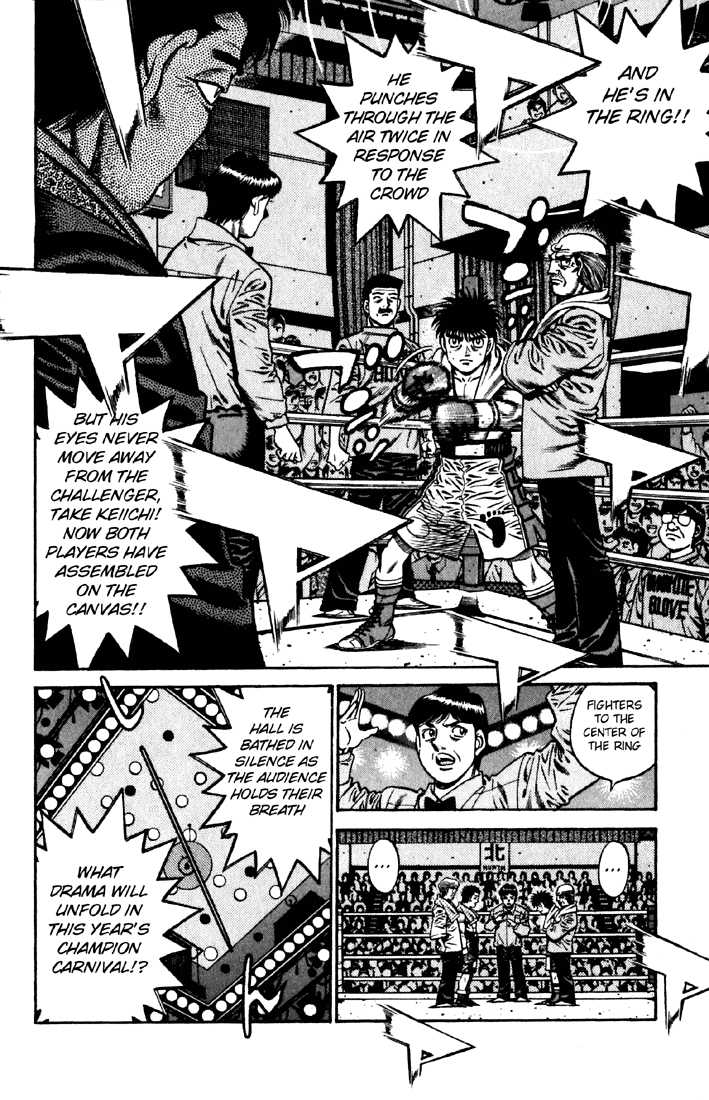 AND
HE'S IN
THE RING!!
HE
PUNCHES
THROUGH THE
AIR TWICE IN
RESPONSE
TO THE
CROWD
BUT HIS
EYES NEVER
MOVE AWAY
FROM THE
CHALLENGER,
TAKE KEIICHI!
NOW BOTH
PLAYERS HAVE
ASSEMBLED
ON THE
CANVAS!!
GLOVE
FIGHTERS
TO THE
CENTER OF
THE RING
THE
HALL IS
BATHED IN
SILENCE AS
THE AUDIENCE
HOLDS THEIR
BREATH
WHAT
DRAMA WILL
UNFOLD IN
THIS YEAR'S
CHAMPION
CARNIVAL!?
...
...
北